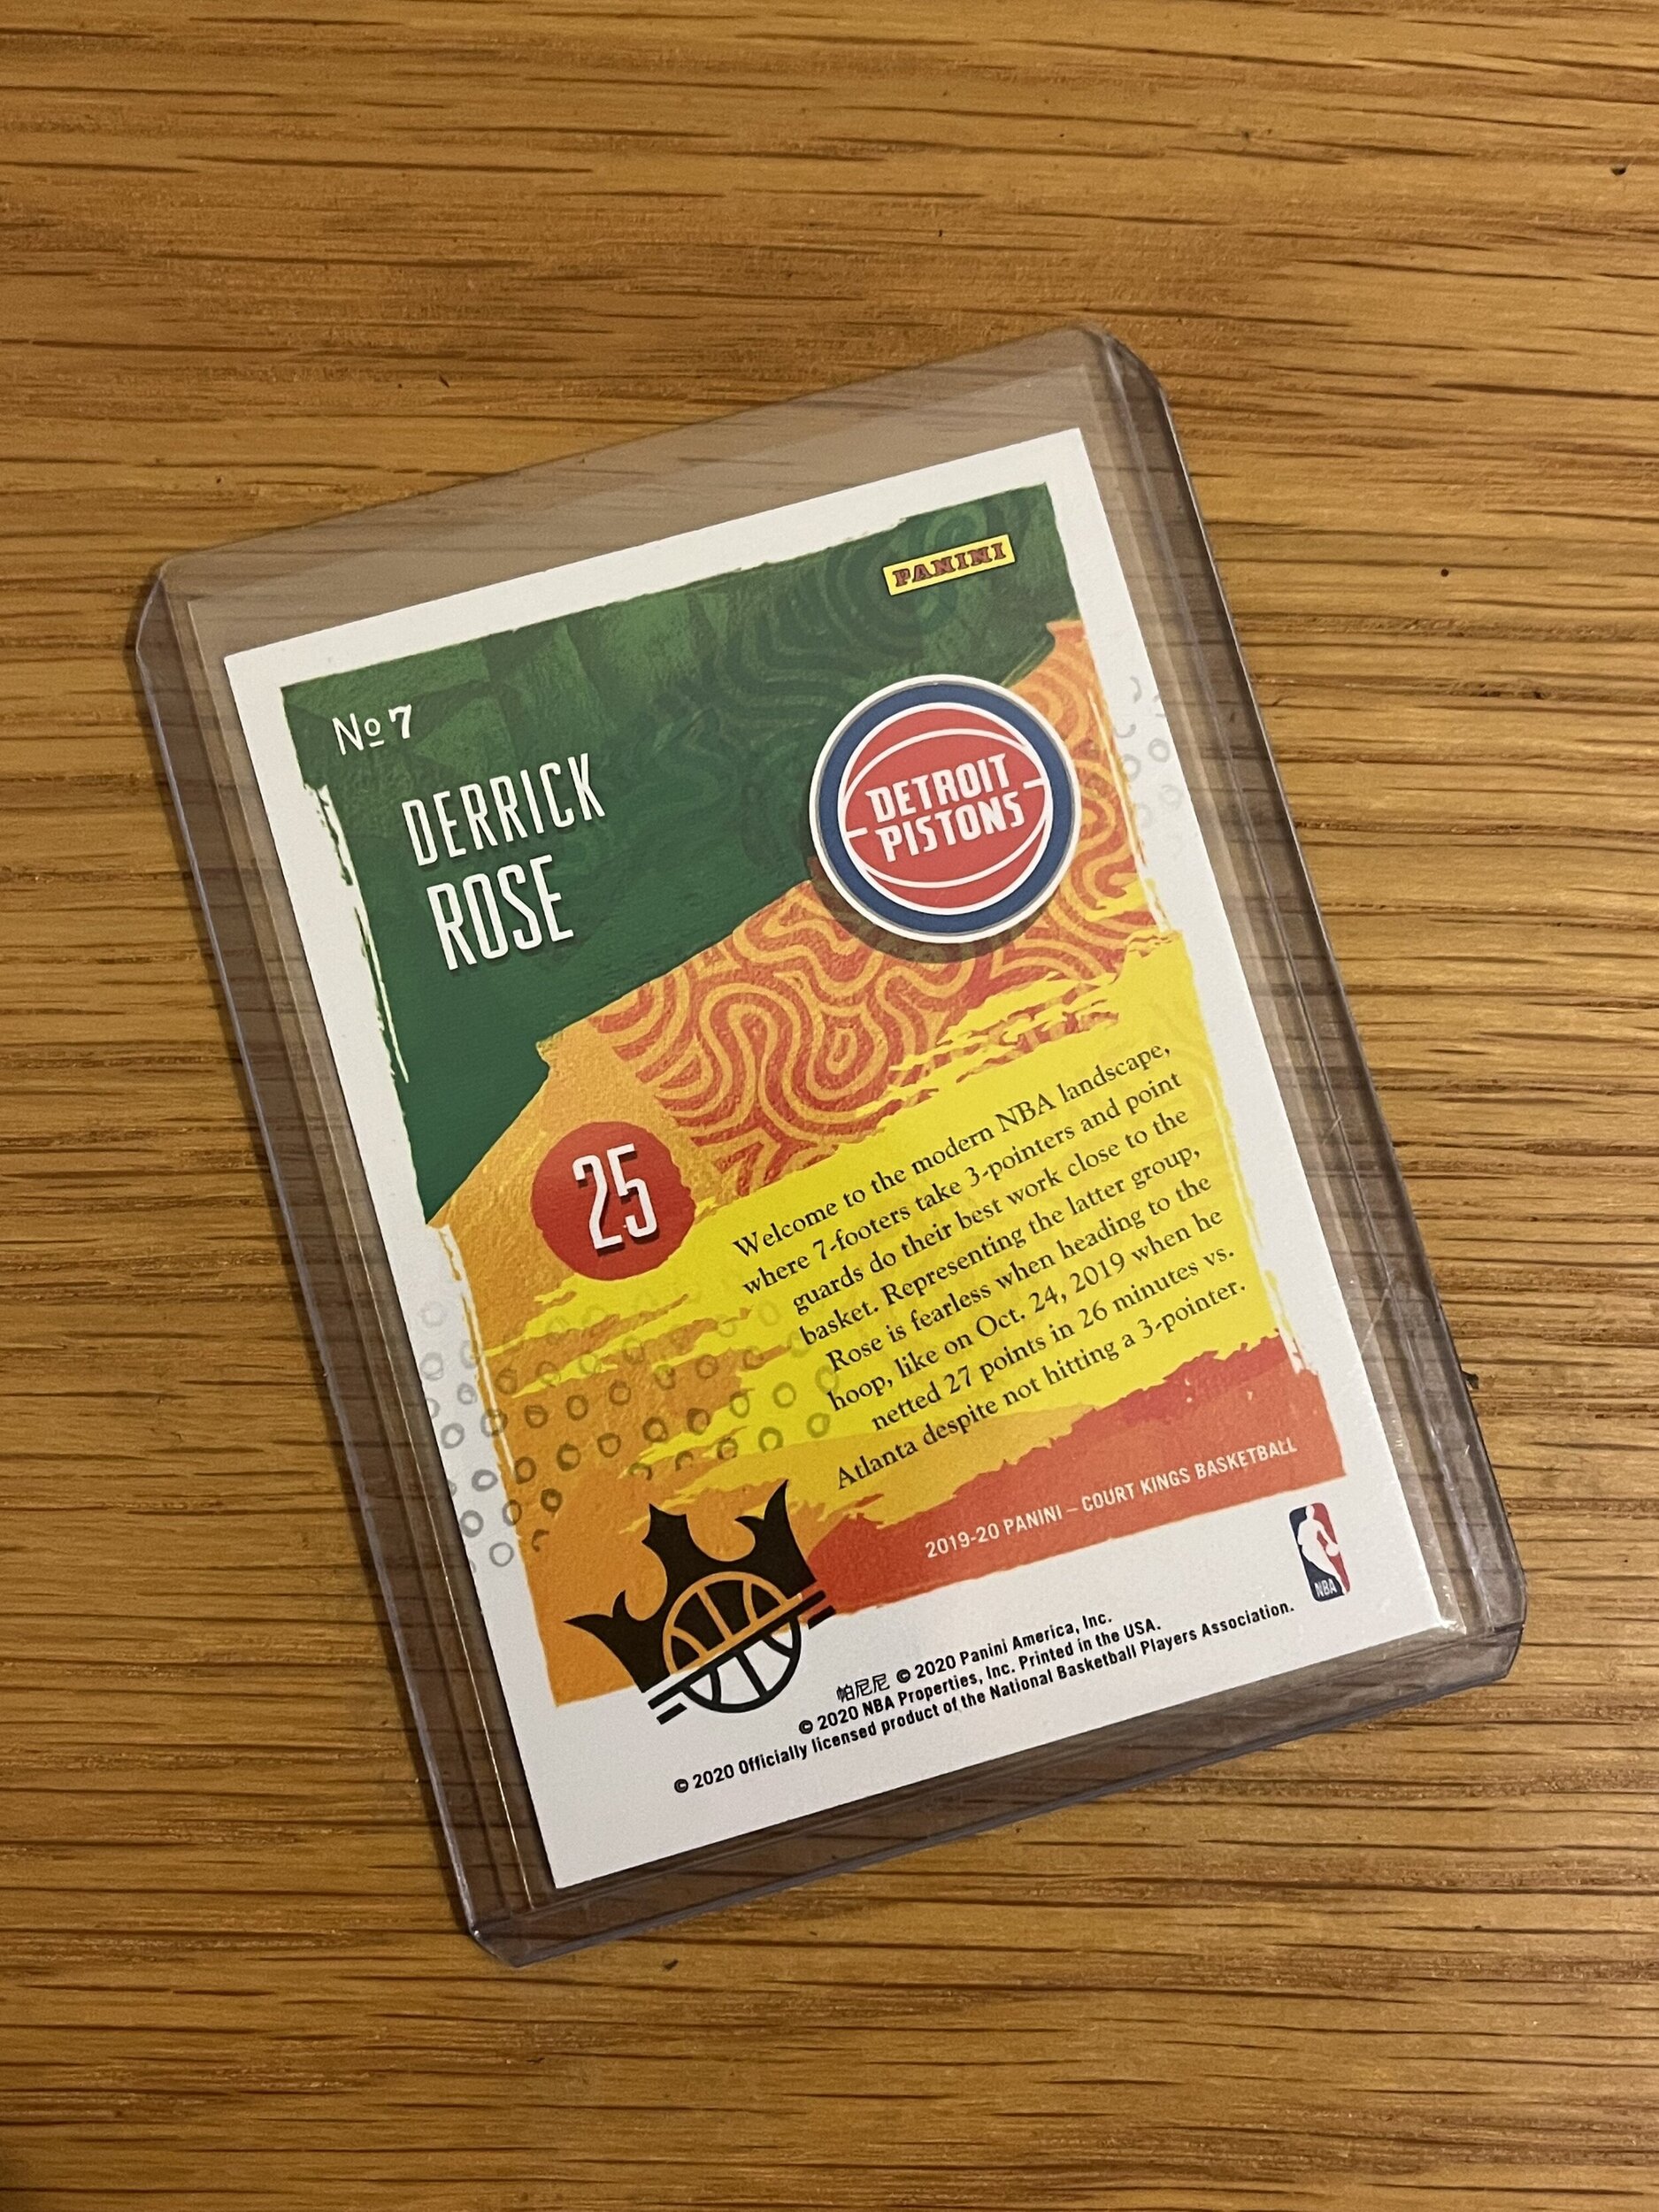 PANINI
No 7
DERRICK
ROSE
DETROIT
PISTONS
25
Welcome to the modern NBA landscape,
where 7-footers take 3-pointers and point
guards do their best work close to the
basket. Representing the latter group,
Rose is fearless when heading to the
hoop, like on Oct. 24, 2019 when he
netted 27 points in 26 minutes vs.
Atlanta despite not hitting a 3-pointer.
2019-20 PANINI – COURT KINGS BASKETBALL
NBA
帕尼尼 © 2020 Panini America, Inc.
© 2020 NBA Properties, Inc. Printed in the USA.
© 2020 Officially licensed product of the National Basketball Players Association.